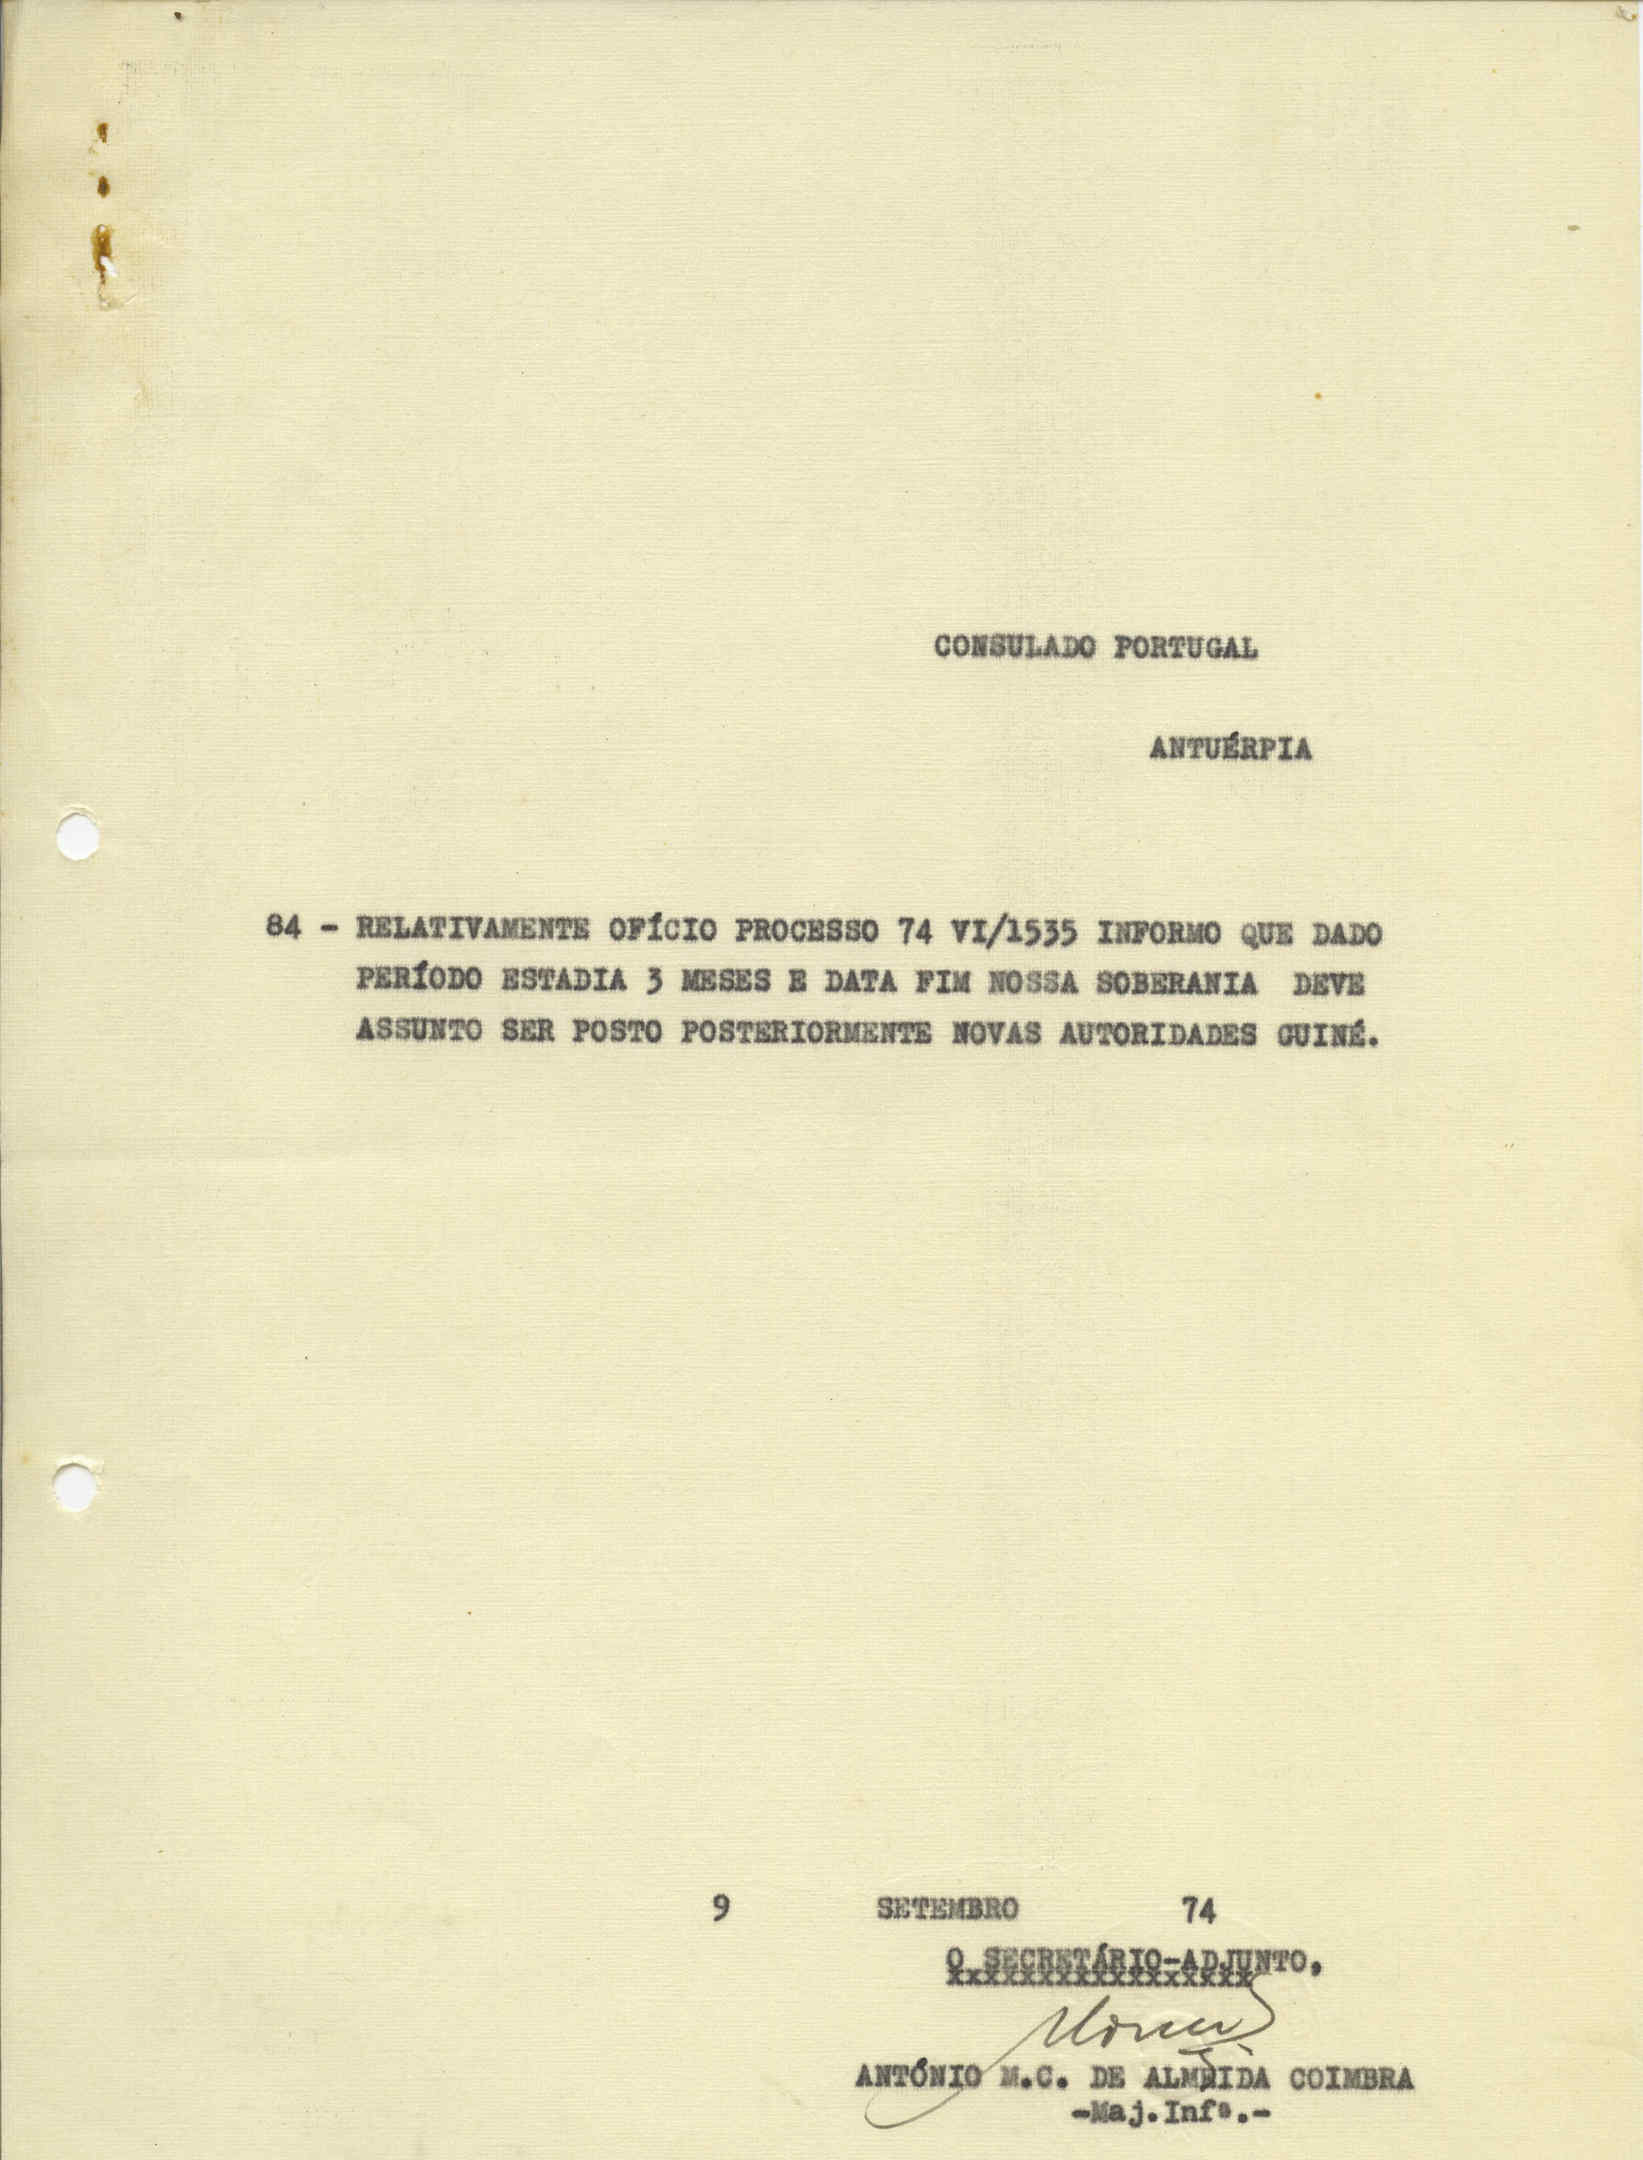 CONSULADO PORTUGAL
ANTUÉRPIA
84 - RELATIVAMENTE OFÍCIO PROCESSO 74 VI/1535 INFORMO QUE DADO
PERÍODO ESTADIA 3 MESES E DATA FIM NOSSA SOBERANIA DEVE
ASSUNTO SER POSTO POSTERIORMENTE NOVAS AUTORIDADES GUINÉ.
9 SETEMBRO 74
O SECRETÁRIO-ADJUNTO,
xxxxxxxxxxxxxxxxx
ANTÓNIO M.C. DE ALMEIDA COIMBRA
-Maj.Infª.-